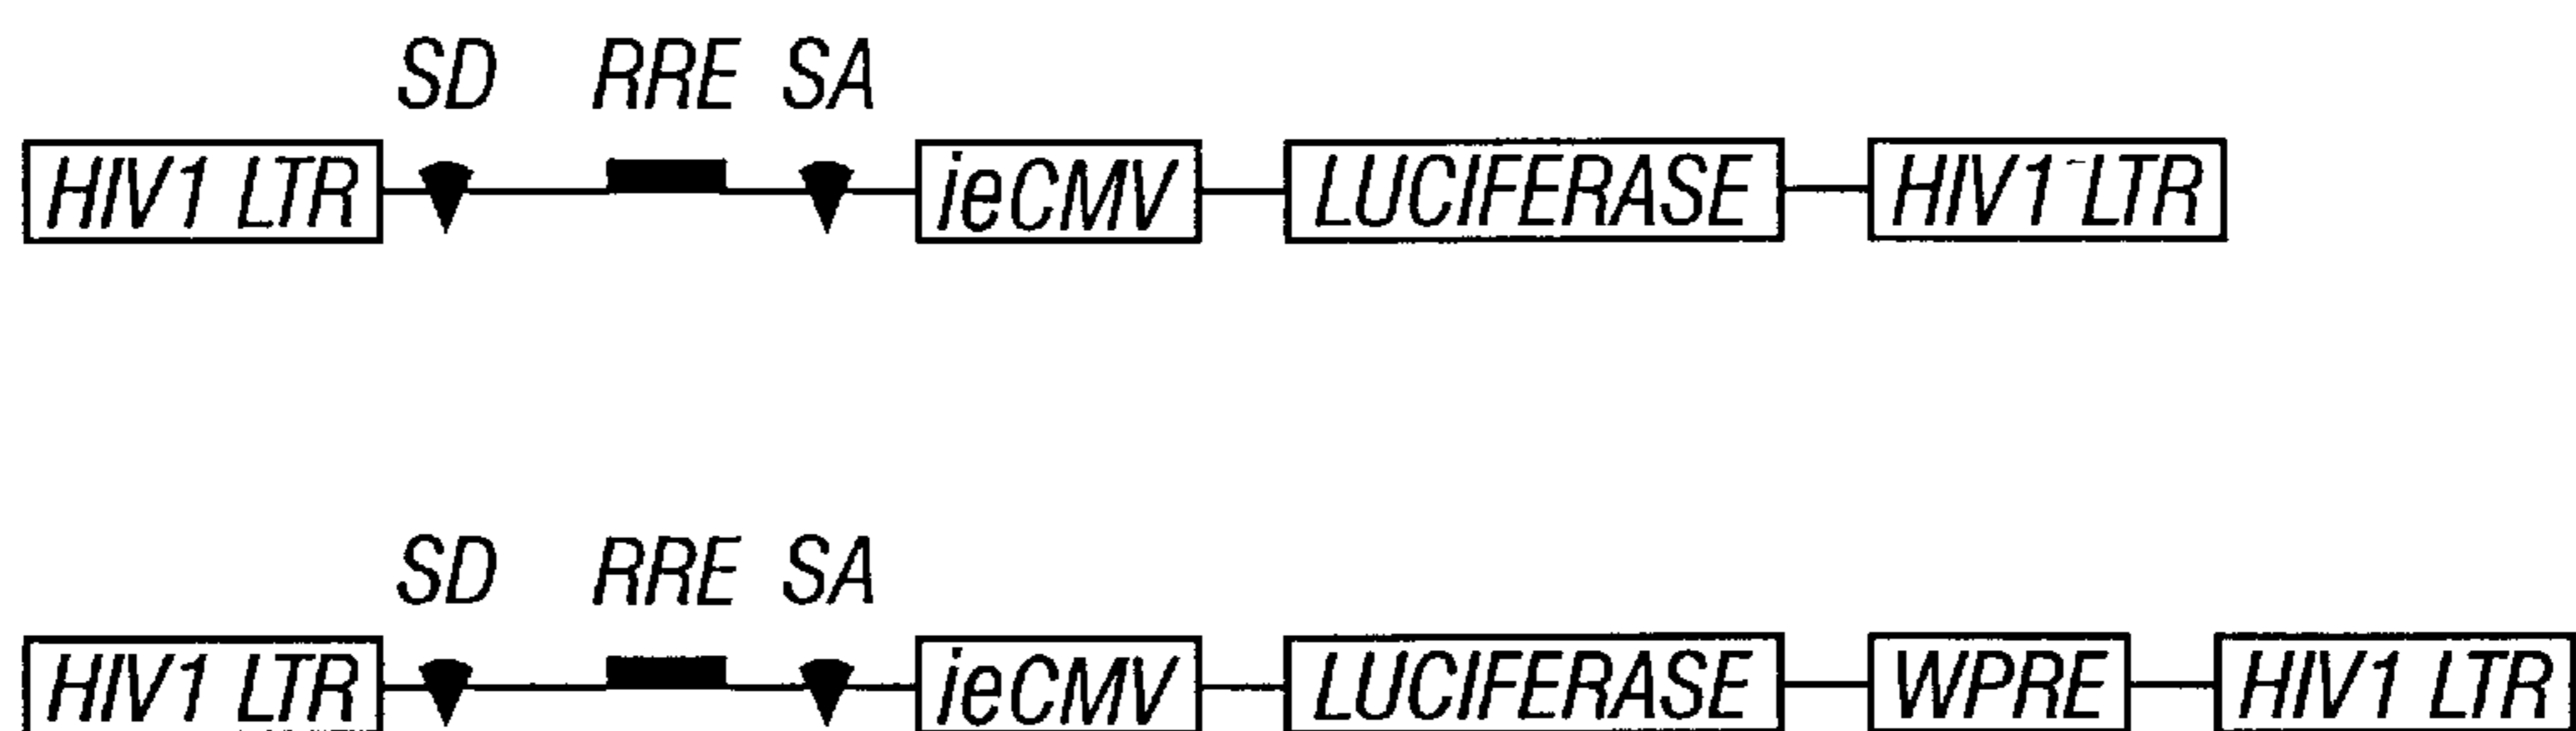 SD RRE SA
HIV1 LTR ieCMV LUCIFERASE HIV1 LTR
SD RRE SA
HIV1 LTR ieCMV LUCIFERASE WPRE HIV1 LTR